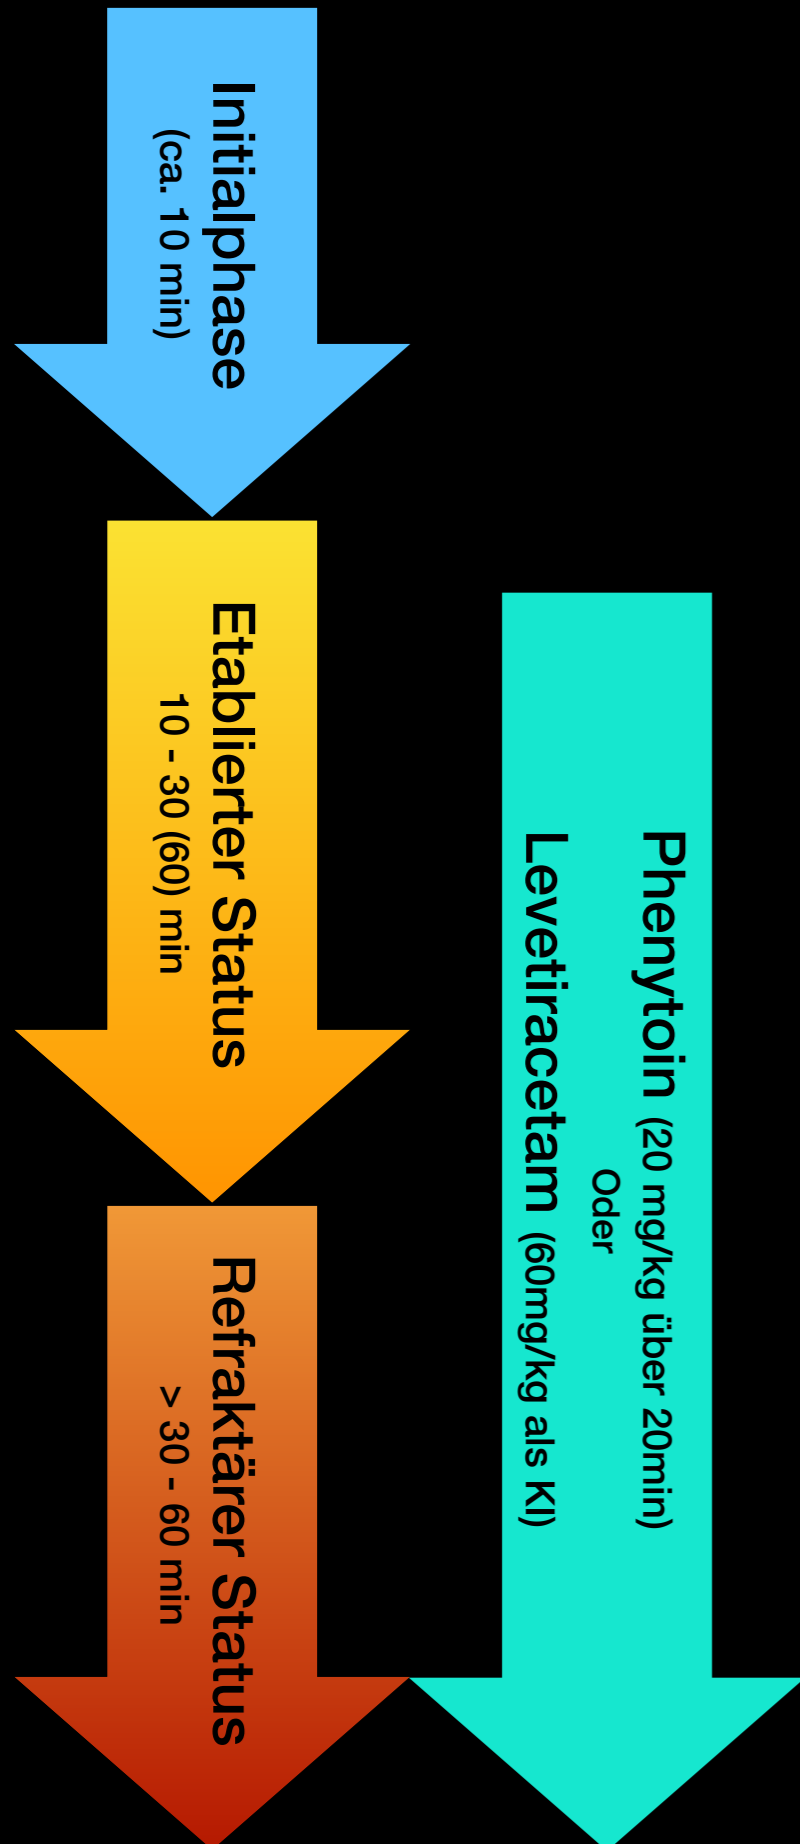 Initialphase
(ca. 10 min)
Etablierter Status
10 - 30 (60) min
Refraktärer Status
> 30 - 60 min
Phenytoin (20 mg/kg über 20min)
Oder
Levetiracetam (60mg/kg als KI)